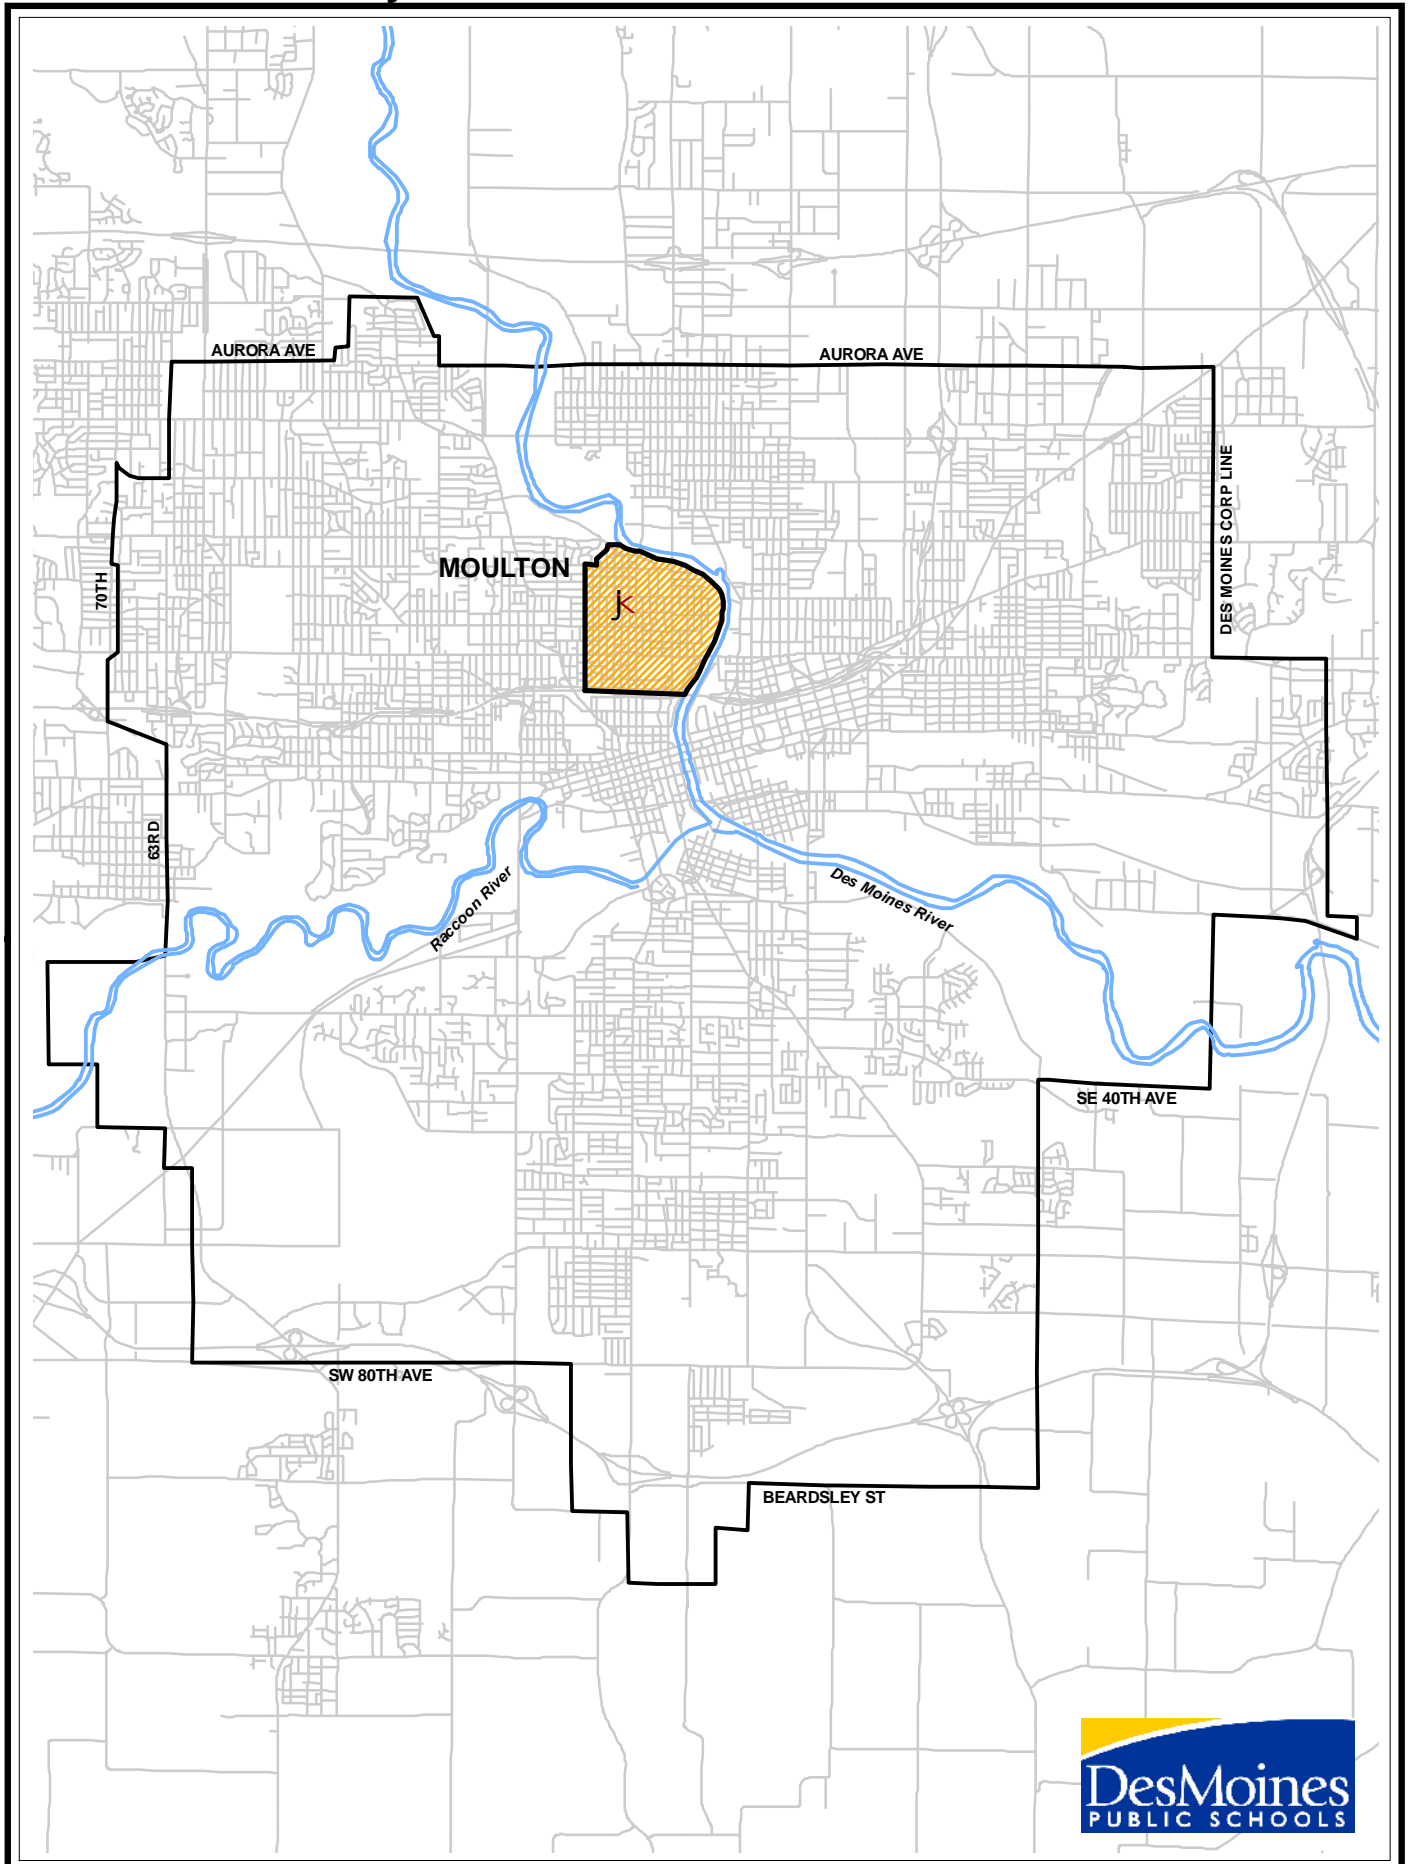 AURORA AVE
AURORA AVE
DES MOINES CORP LINE
MOULTON
70TH
63RD
Raccoon River
Des Moines River
SE 40TH AVE
SW 80TH AVE
BEARDSLEY ST
DesMoines
PUBLIC SCHOOLS